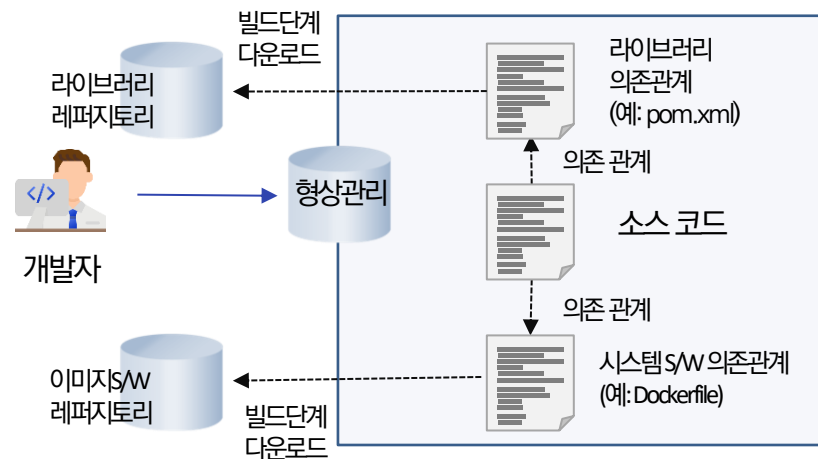 빌드단계
다운로드
라이브러리
레퍼지토리
라이브러리
의존관계
(예: pom.xml)
의존 관계
</>
형상관리
소스 코드
개발자
의존 관계
이미지S/W
레퍼지토리
시스템 S/W 의존관계
(예: Dockerfile)
빌드단계
다운로드